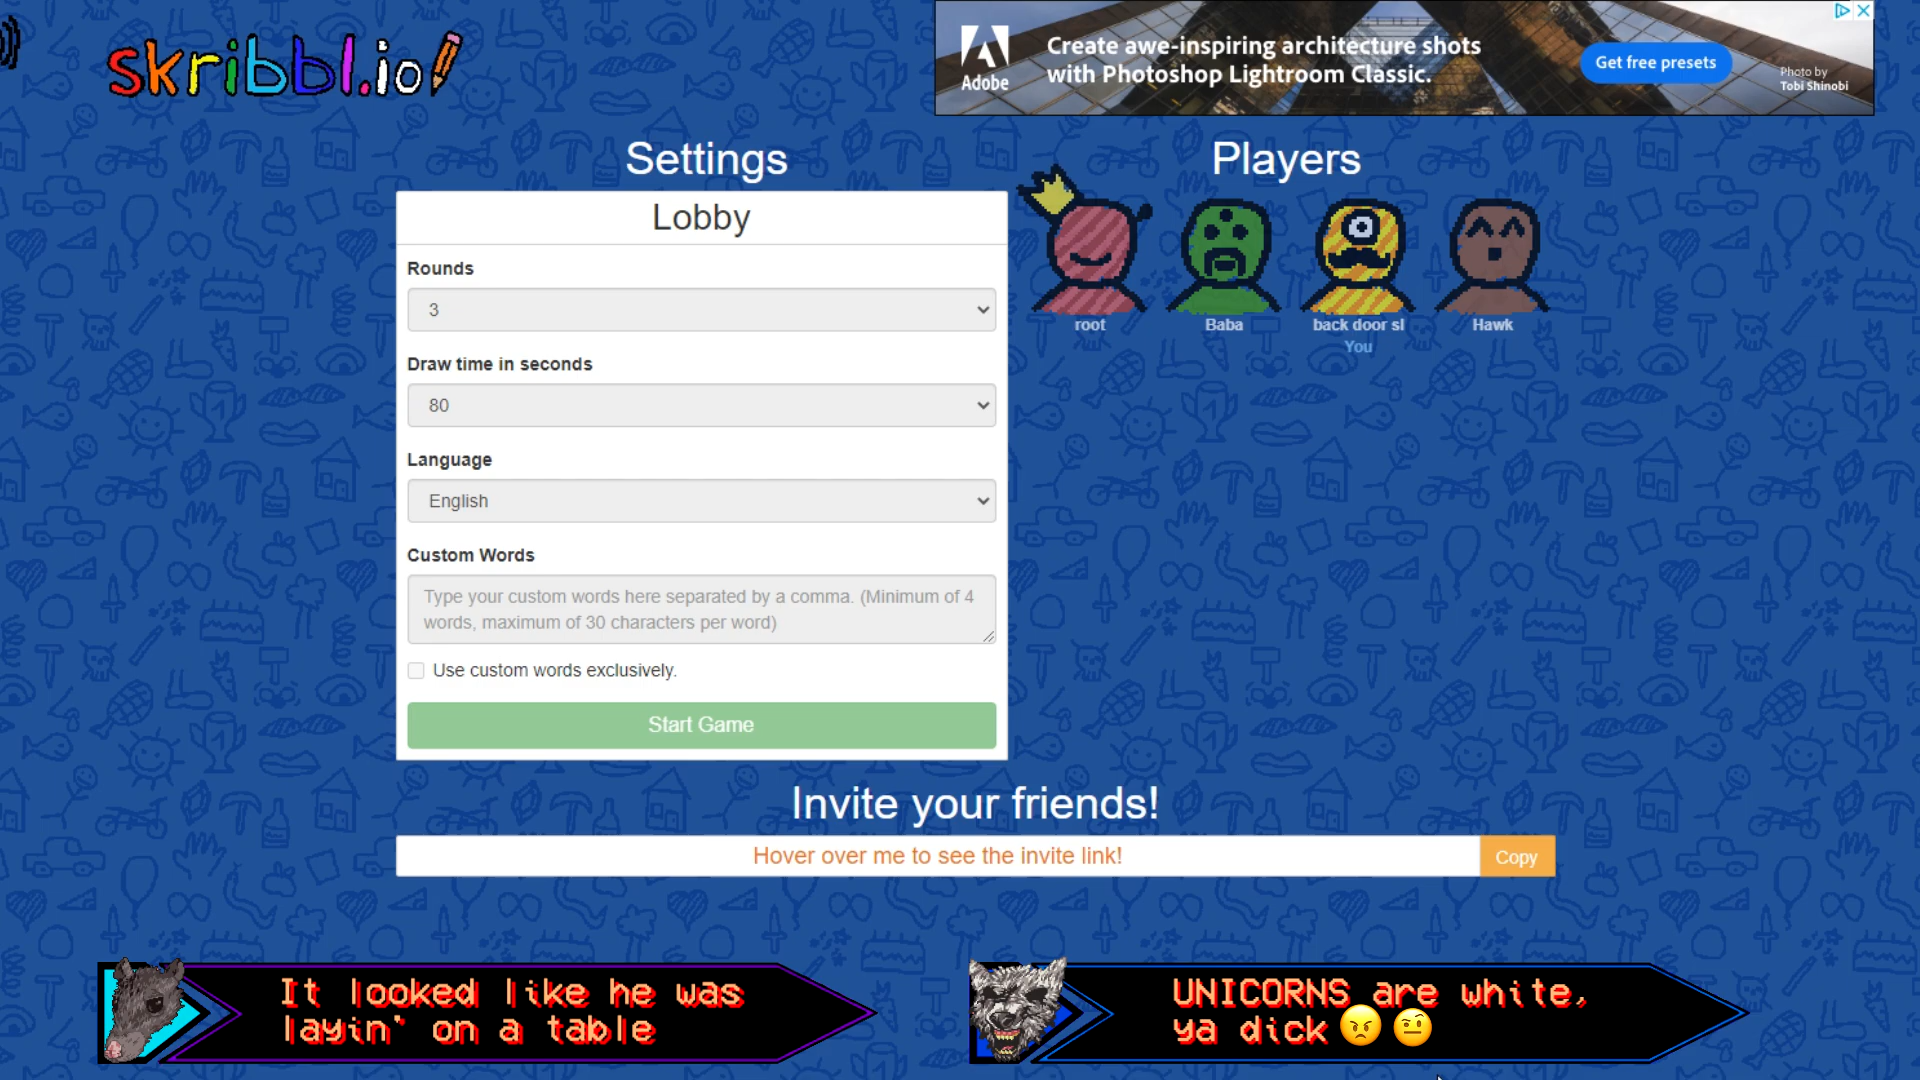 skribbl.io
Adobe
Create awe-inspiring architecture shots
with Photoshop Lightroom Classic.
Get free presets
Photo by
Tobi Shinobi
Settings
Players
Lobby
Rounds
3
Draw time in seconds
80
Language
English
Custom Words
Type your custom words here separated by a comma. (Minimum of 4
words, maximum of 30 characters per word)
Use custom words exclusively.
Start Game
root
Baba
back door sl
You
Hawk
Invite your friends!
Hover over me to see the invite link!
Copy
It looked like he was
layin' on a table
UNICORNS are white,
ya dick 😠🤨